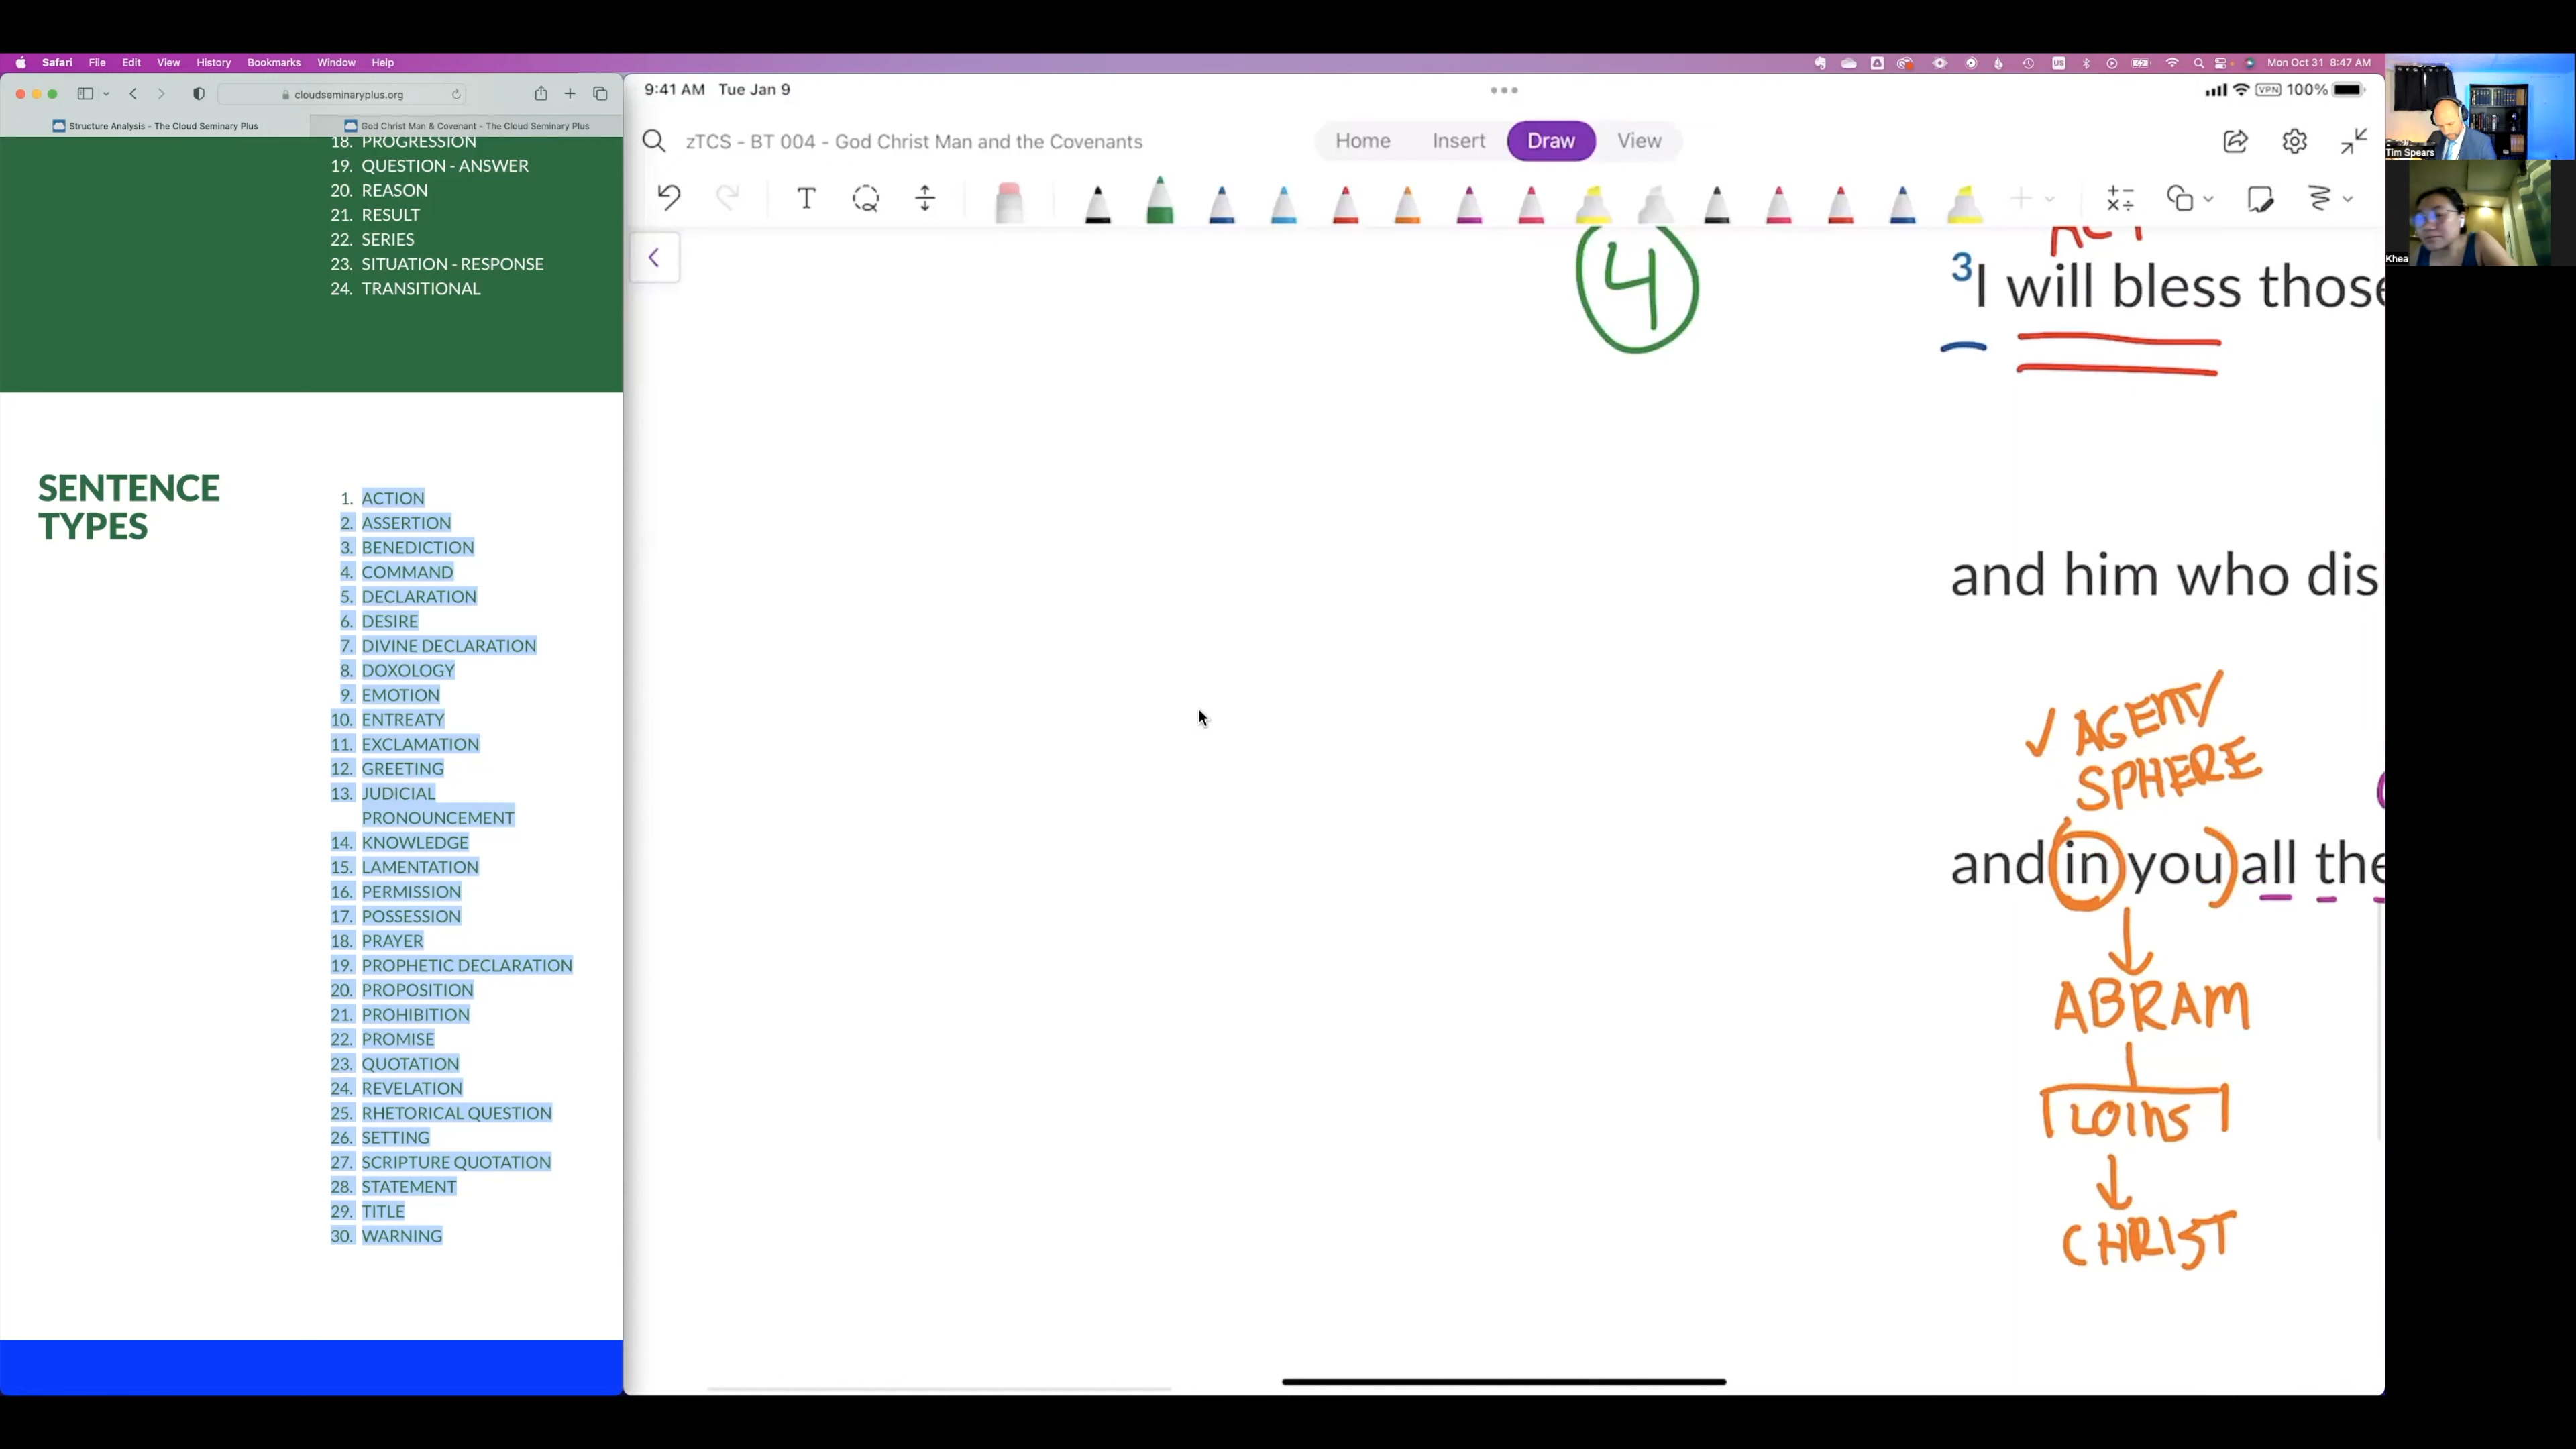 Safari File Edit View History Bookmarks Window Help
Mon Oct 31 8:47 AM
cloudseminaryplus.org
Structure Analysis - The Cloud Seminary Plus
God Christ Man & Covenant - The Cloud Seminary Plus
18. PROGRESSION
19. QUESTION - ANSWER
20. REASON
21. RESULT
22. SERIES
23. SITUATION - RESPONSE
24. TRANSITIONAL
SENTENCE
TYPES
1. ACTION
2. ASSERTION
3. BENEDICTION
4. COMMAND
5. DECLARATION
6. DESIRE
7. DIVINE DECLARATION
8. DOXOLOGY
9. EMOTION
10. ENTREATY
11. EXCLAMATION
12. GREETING
13. JUDICIAL
PRONOUNCEMENT
14. KNOWLEDGE
15. LAMENTATION
16. PERMISSION
17. POSSESSION
18. PRAYER
19. PROPHETIC DECLARATION
20. PROPOSITION
21. PROHIBITION
22. PROMISE
23. QUOTATION
24. REVELATION
25. RHETORICAL QUESTION
26. SETTING
27. SCRIPTURE QUOTATION
28. STATEMENT
29. TITLE
30. WARNING
9:41 AM Tue Jan 9
VPN 100%
zTCS - BT 004 - God Christ Man and the Covenants
Home Insert Draw View
T
4
ACT
3 I will bless those
and him who dis
✓ AGENT/
SPHERE
and in you all the
ABRAM
LOINS
CHRIST
Tim Spears
Khea